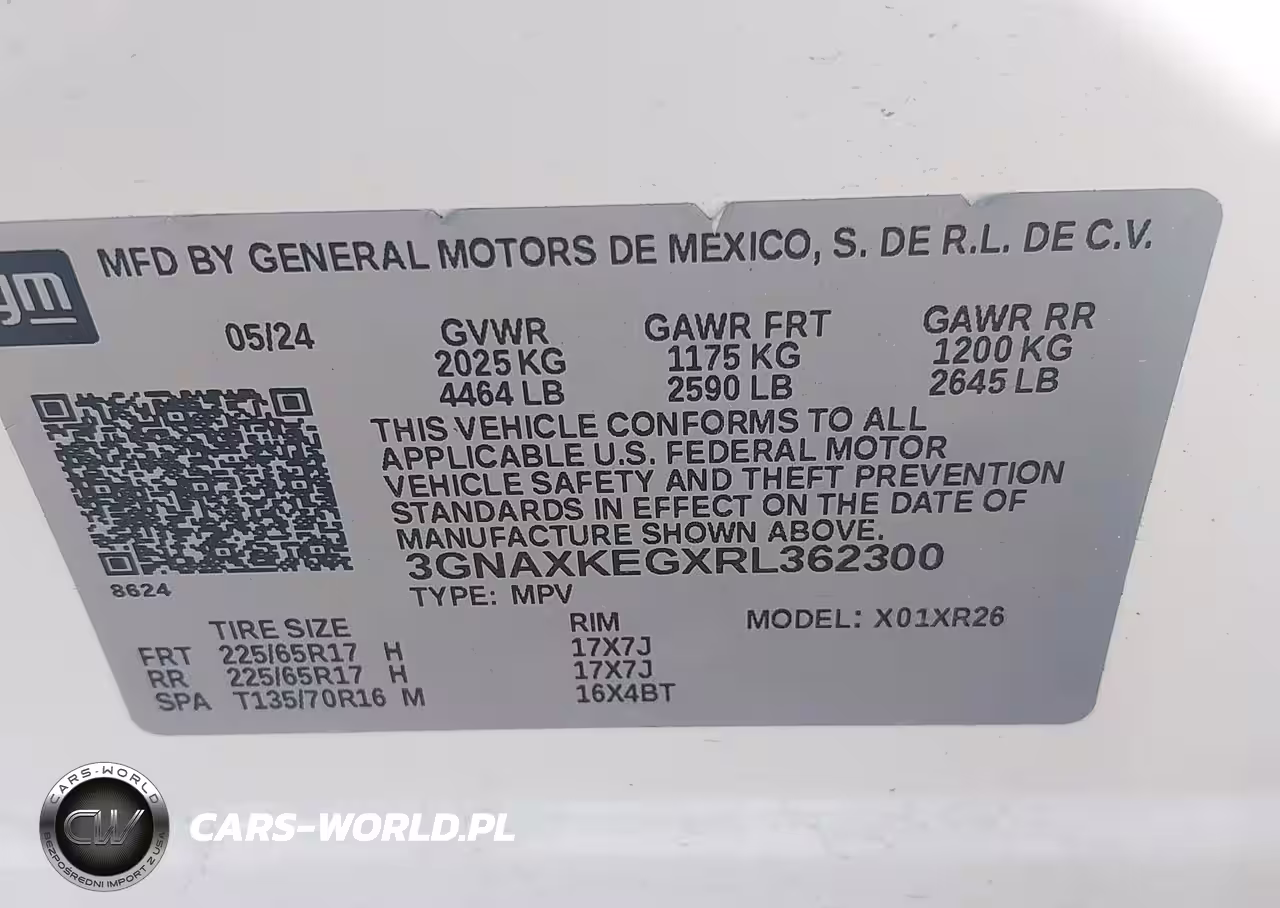 MFD BY GENERAL MOTORS DE MEXICO, S. DE R.L. DE C.V.
gm
05/24 GVWR GAWR FRT GAWR RR
2025 KG 1175 KG 1200 KG
4464 LB 2590 LB 2645 LB
THIS VEHICLE CONFORMS TO ALL
APPLICABLE U.S. FEDERAL MOTOR
VEHICLE SAFETY AND THEFT PREVENTION
STANDARDS IN EFFECT ON THE DATE OF
MANUFACTURE SHOWN ABOVE.
3GNAXKEGXRL362300
8624
TYPE: MPV
TIRE SIZE RIM MODEL: X01XR26
FRT 225/65R17 H 17X7J
RR 225/65R17 H 17X7J
SPA T135/70R16 M 16X4BT
CARS-WORLD
CW
BEZPOŚREDNI IMPORT Z USA
CARS-WORLD.PL